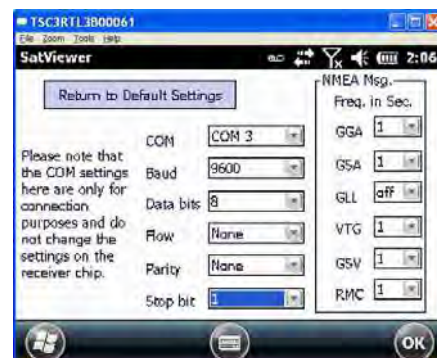 TSC3RTL3B00061
File Zoom Tools Help
SatViewer
2:06
Return to Default Settings
NMEA Msg.
Freq. in Sec.
Please note that
the COM settings
here are only for
connection
purposes and do
not change the
settings on the
receiver chip.
COM COM 3
Baud 9600
Data bits 8
Flow None
Parity None
Stop bit 1
GGA 1
GSA 1
GLL off
VTG 1
GSV 1
RMC 1
OK